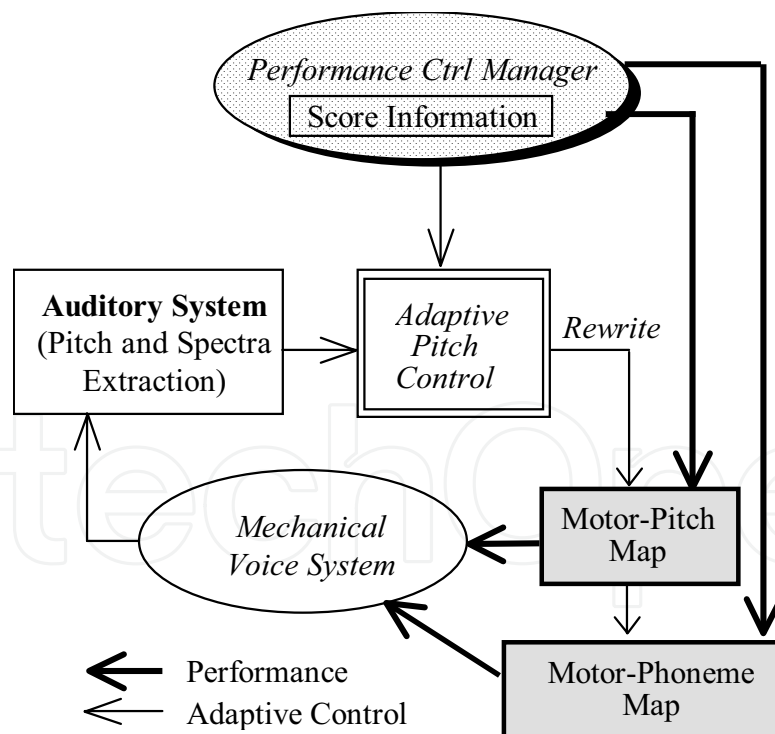 Performance Ctrl Manager
Score Information
Auditory System
(Pitch and Spectra
Extraction)
Adaptive
Pitch
Control
Rewrite
Mechanical
Voice System
Motor-Pitch
Map
Motor-Phoneme
Map
Performance
Adaptive Control
techOpe